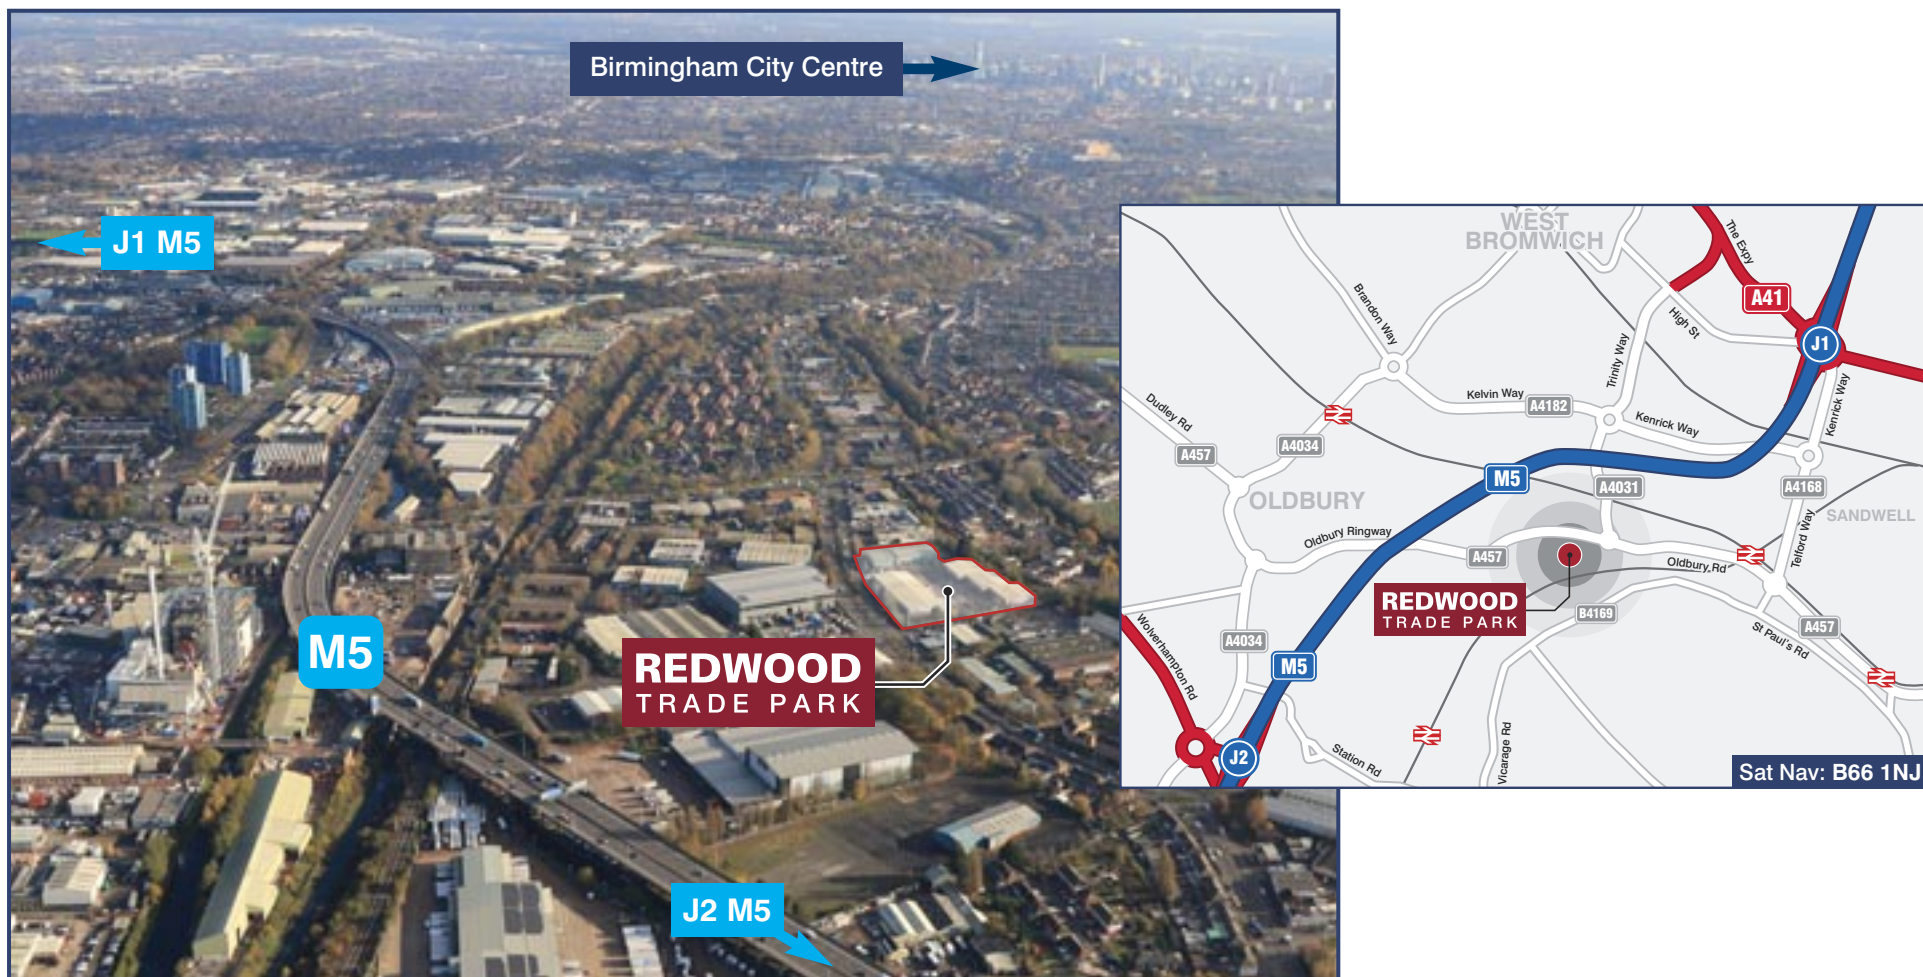 Birmingham City Centre
J1 M5
M5
REDWOOD
TRADE PARK
J2 M5
WEST
BROMWICH
The Expy
A41
High St
J1
Brandon Way
Trinity Way
Kelvin Way
A4182
Kenrick Way
Kenrick Way
Dudley Rd
A457
A4034
OLDBURY
M5
A4031
A4168
SANDWELL
Telford Way
Oldbury Ringway
A457
Oldbury Rd
REDWOOD
TRADE PARK
B4169
A457
St Paul's Rd
Wolverhampton Rd
A4034
M5
J2
Station Rd
Vicarage Rd
Sat Nav: B66 1NJ